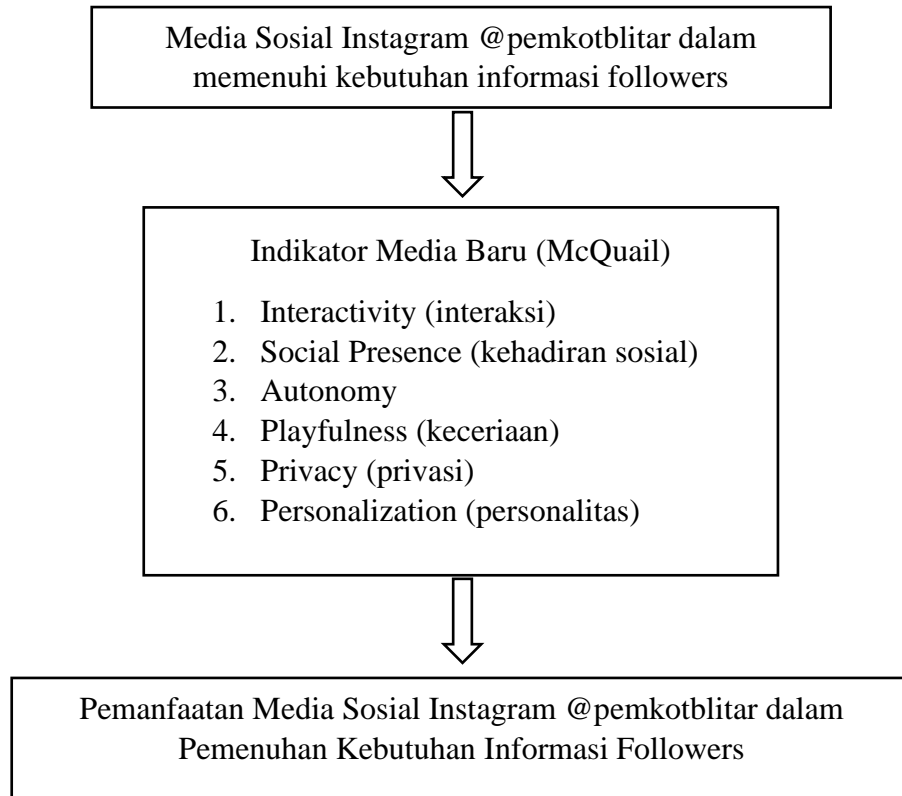 Media Sosial Instagram @pemkotblitar dalam
memenuhi kebutuhan informasi followers
Indikator Media Baru (McQuail)
1. Interactivity (interaksi)
2. Social Presence (kehadiran sosial)
3. Autonomy
4. Playfulness (keceriaan)
5. Privacy (privasi)
6. Personalization (personalitas)
Pemanfaatan Media Sosial Instagram @pemkotblitar dalam
Pemenuhan Kebutuhan Informasi Followers